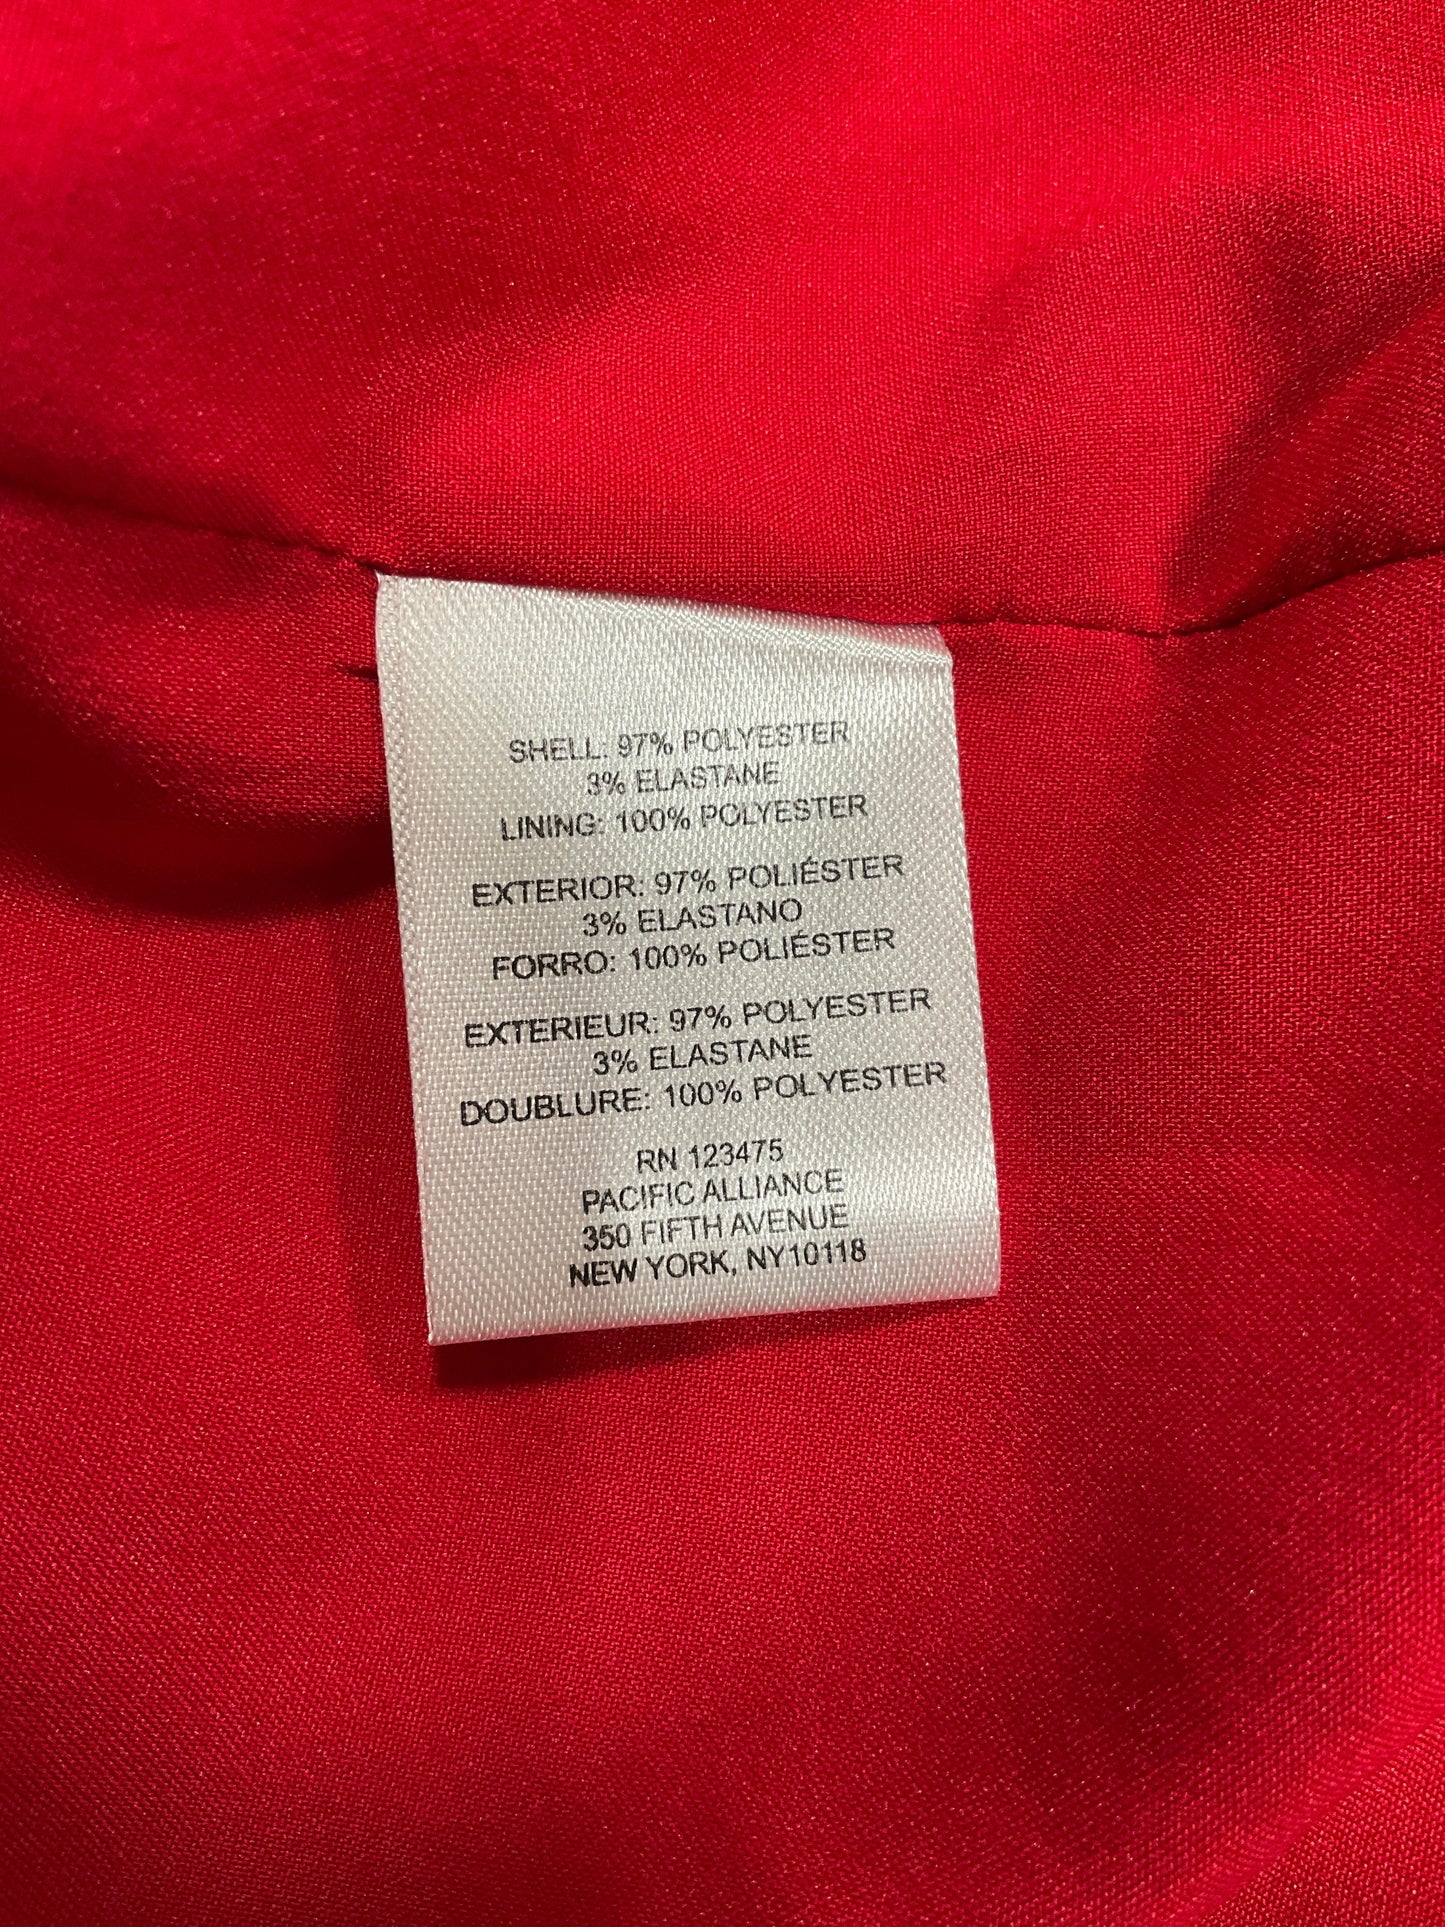 SHELL: 97% POLYESTER
3% ELASTANE
LINING: 100% POLYESTER
EXTERIOR: 97% POLIÉSTER
3% ELASTANO
FORRO: 100% POLIÉSTER
EXTERIEUR: 97% POLYESTER
3% ELASTANE
DOUBLURE: 100% POLYESTER
RN 123475
PACIFIC ALLIANCE
350 FIFTH AVENUE
NEW YORK, NY10118